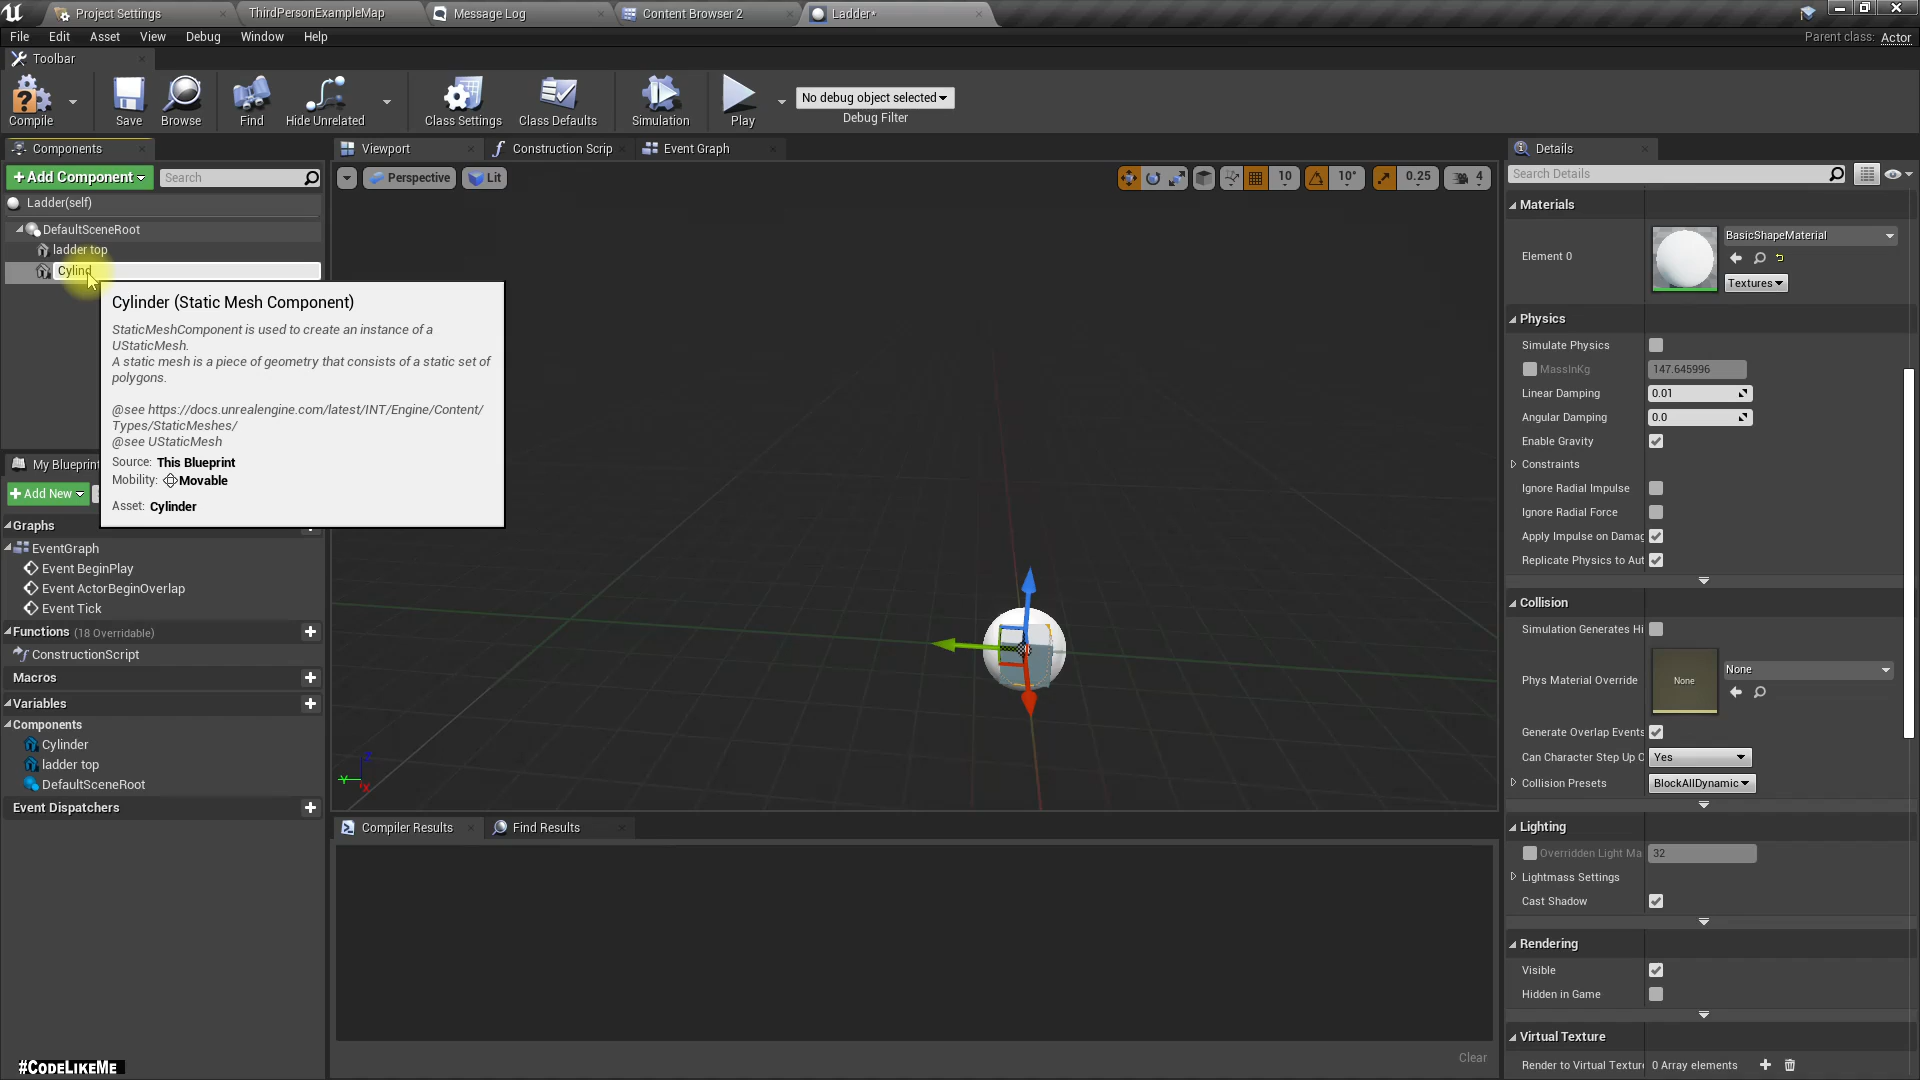 Project Settings
ThirdPersonExampleMap
Message Log
Content Browser 2
Ladder*
File
Edit
Asset
View
Debug
Window
Help
Parent class: Actor
Toolbar
Compile
Save
Browse
Find
Hide Unrelated
Class Settings
Class Defaults
Simulation
Play
No debug object selected
Debug Filter
Components
Viewport
Construction Scrip
Event Graph
Details
+Add Component
Search
Perspective
Lit
10
10°
0.25
4
Search Details
Ladder(self)
DefaultSceneRoot
ladder top
Cylind
Cylinder (Static Mesh Component)
StaticMeshComponent is used to create an instance of a
UStaticMesh.
A static mesh is a piece of geometry that consists of a static set of
polygons.
@see https://docs.unrealengine.com/latest/INT/Engine/Content/
Types/StaticMeshes/
@see UStaticMesh
Source: This Blueprint
Mobility: Movable
Asset: Cylinder
My Blueprint
+Add New
Graphs
EventGraph
Event BeginPlay
Event ActorBeginOverlap
Event Tick
Functions (18 Overridable)
ConstructionScript
Macros
Variables
Components
Cylinder
ladder top
DefaultSceneRoot
Event Dispatchers
Z
Y
X
Compiler Results
Find Results
Clear
Materials
Element 0
BasicShapeMaterial
Textures
Physics
Simulate Physics
MassInKg
147.645996
Linear Damping
0.01
Angular Damping
0.0
Enable Gravity
Constraints
Ignore Radial Impulse
Ignore Radial Force
Apply Impulse on Damag
Replicate Physics to Aut
Collision
Simulation Generates Hi
Phys Material Override
None
None
Generate Overlap Events
Can Character Step Up O
Yes
Collision Presets
BlockAllDynamic
Lighting
Overridden Light Ma
32
Lightmass Settings
Cast Shadow
Rendering
Visible
Hidden in Game
Virtual Texture
Render to Virtual Texture
0 Array elements
#CODELIKEME